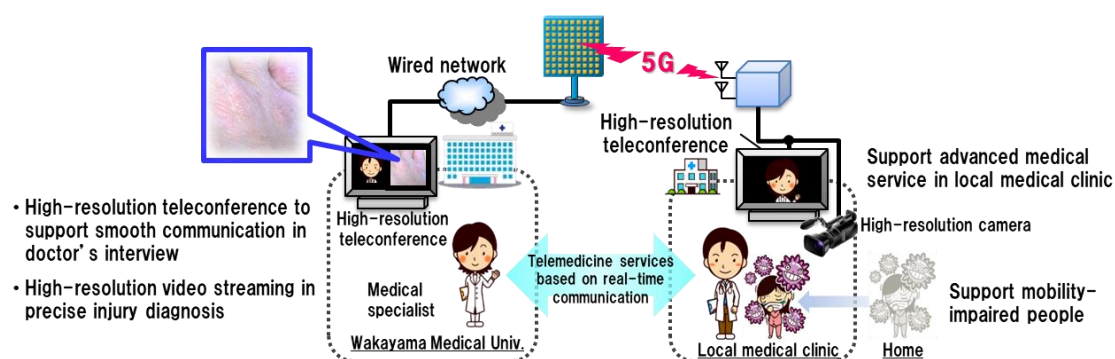 Wired network
5G
High-resolution
teleconference
Support advanced medical
service in local medical clinic
• High-resolution teleconference to
support smooth communication in
doctor's interview
• High-resolution video streaming in
precise injury diagnosis
High-resolution
teleconference
High-resolution camera
Medical
specialist
Telemedicine services
based on real-time
communication
Support mobility-
impaired people
Wakayama Medical Univ.
Local medical clinic
Home